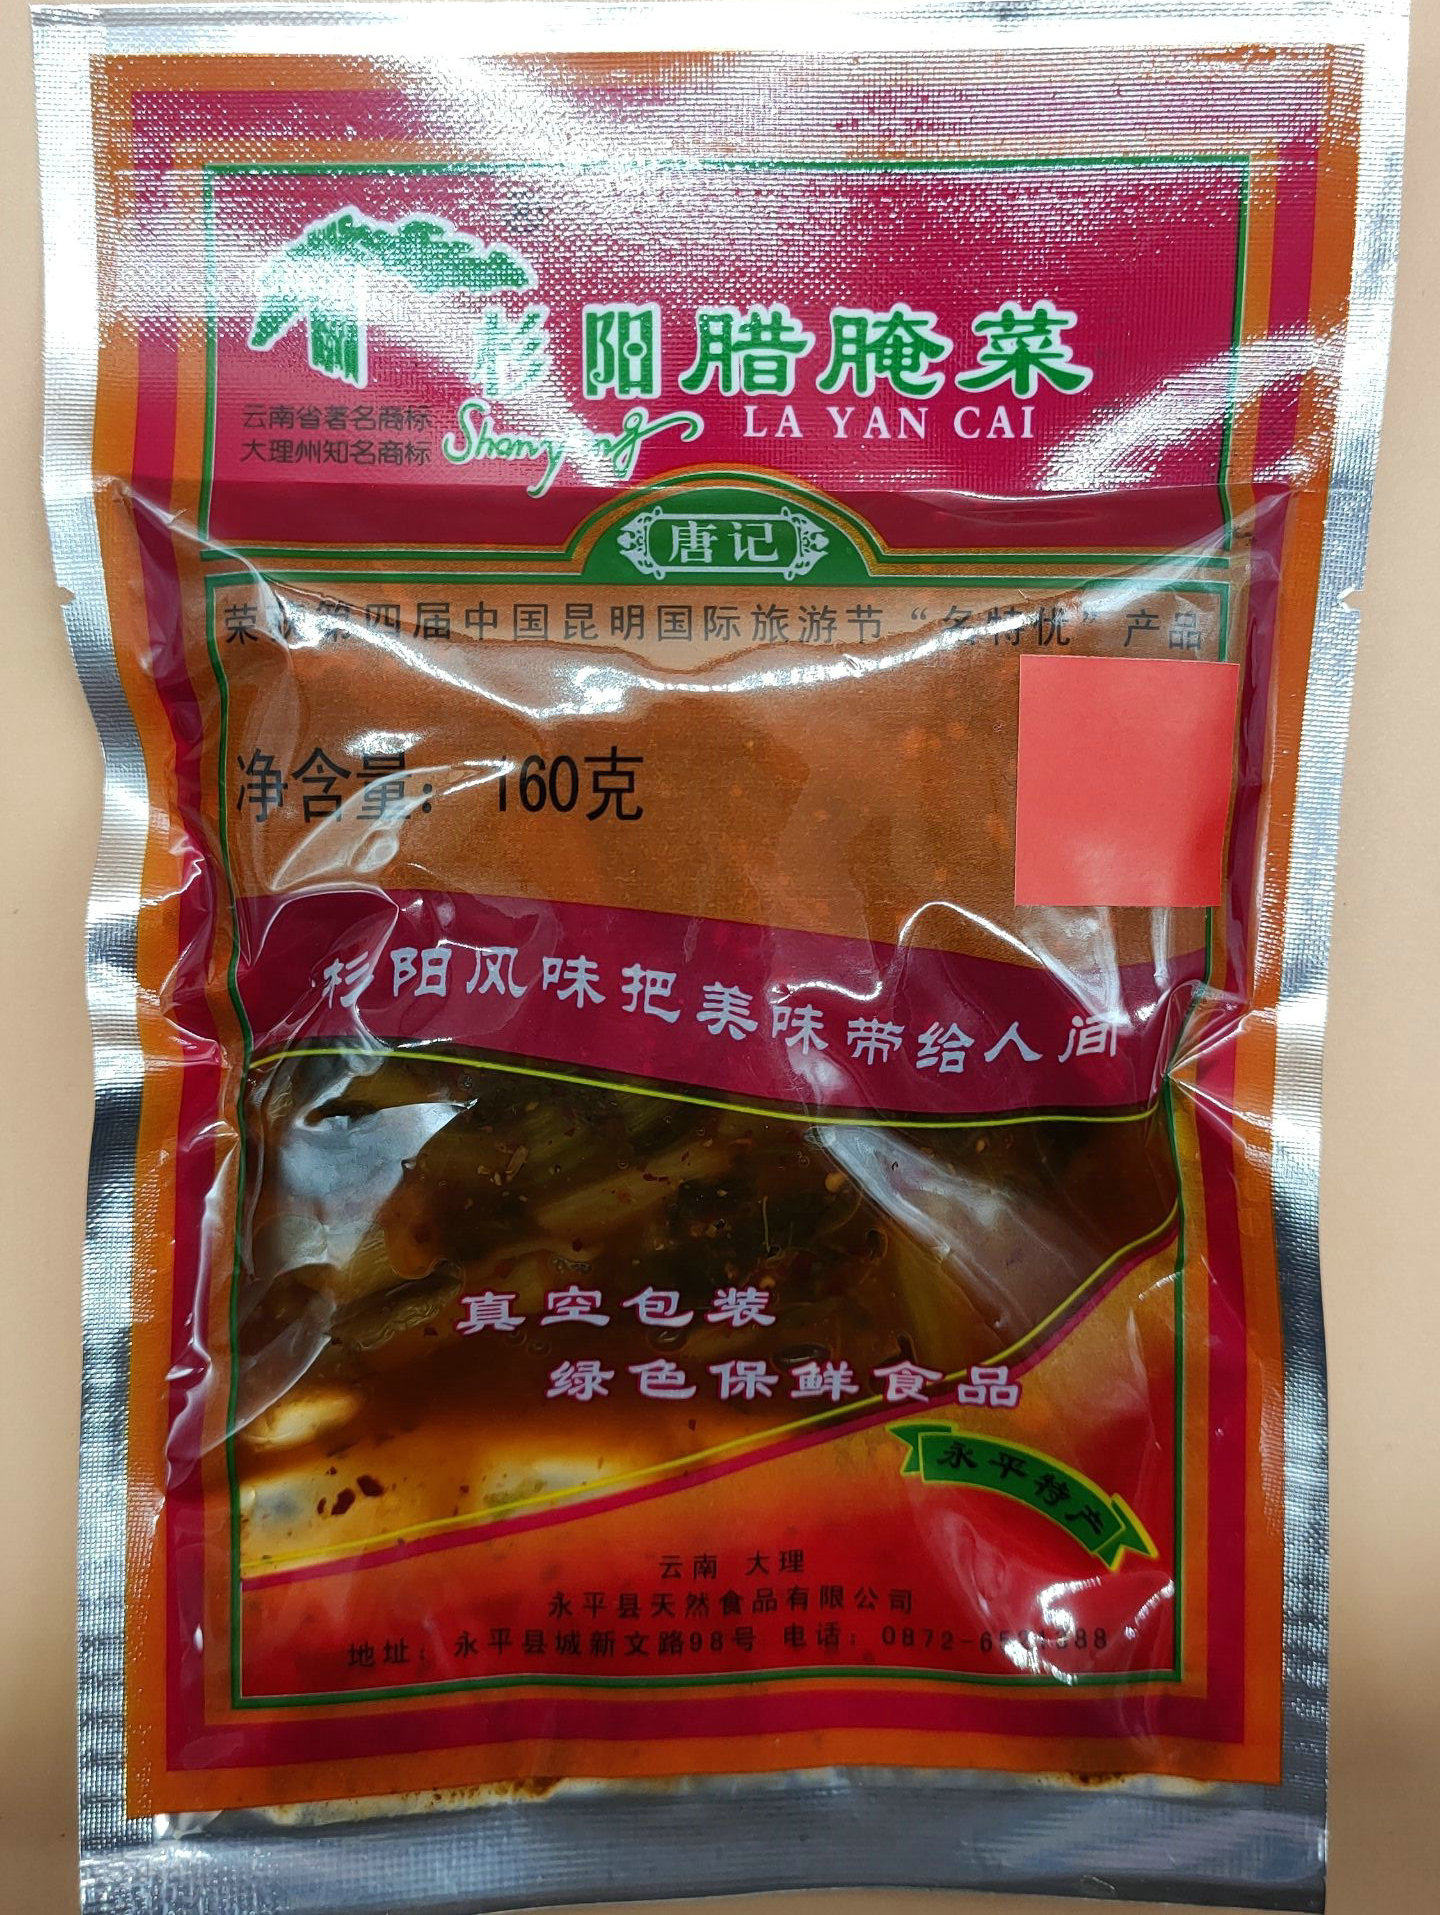 杉阳腊腌菜
云南省著名商标
大理州知名商标
Shanyang LA YAN CAI
唐记
荣获第四届中国昆明国际旅游节“名特优”产品
净含量：160克
杉阳风味把美味带给人间
真空包装
绿色保鲜食品
永平特产
云南 大理
永平县天然食品有限公司
地址：永平县城新文路98号 电话：0872-